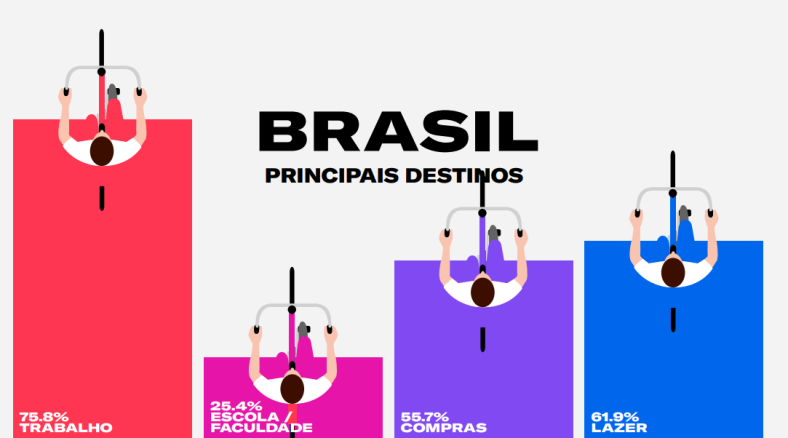 BRASIL
PRINCIPAIS DESTINOS
75.8%
TRABALHO
25.4%
ESCOLA /
FACULDADE
55.7%
COMPRAS
61.9%
LAZER